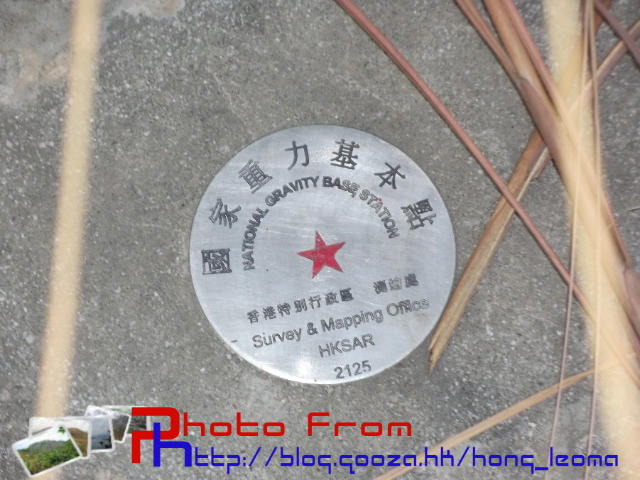 國家重力基本點
NATIONAL GRAVITY BASE STATION
香港特別行政區 測繪處
Survey & Mapping Office
HKSAR
2125
Photo From
Http://blog.qooza.hk/hong_leoma